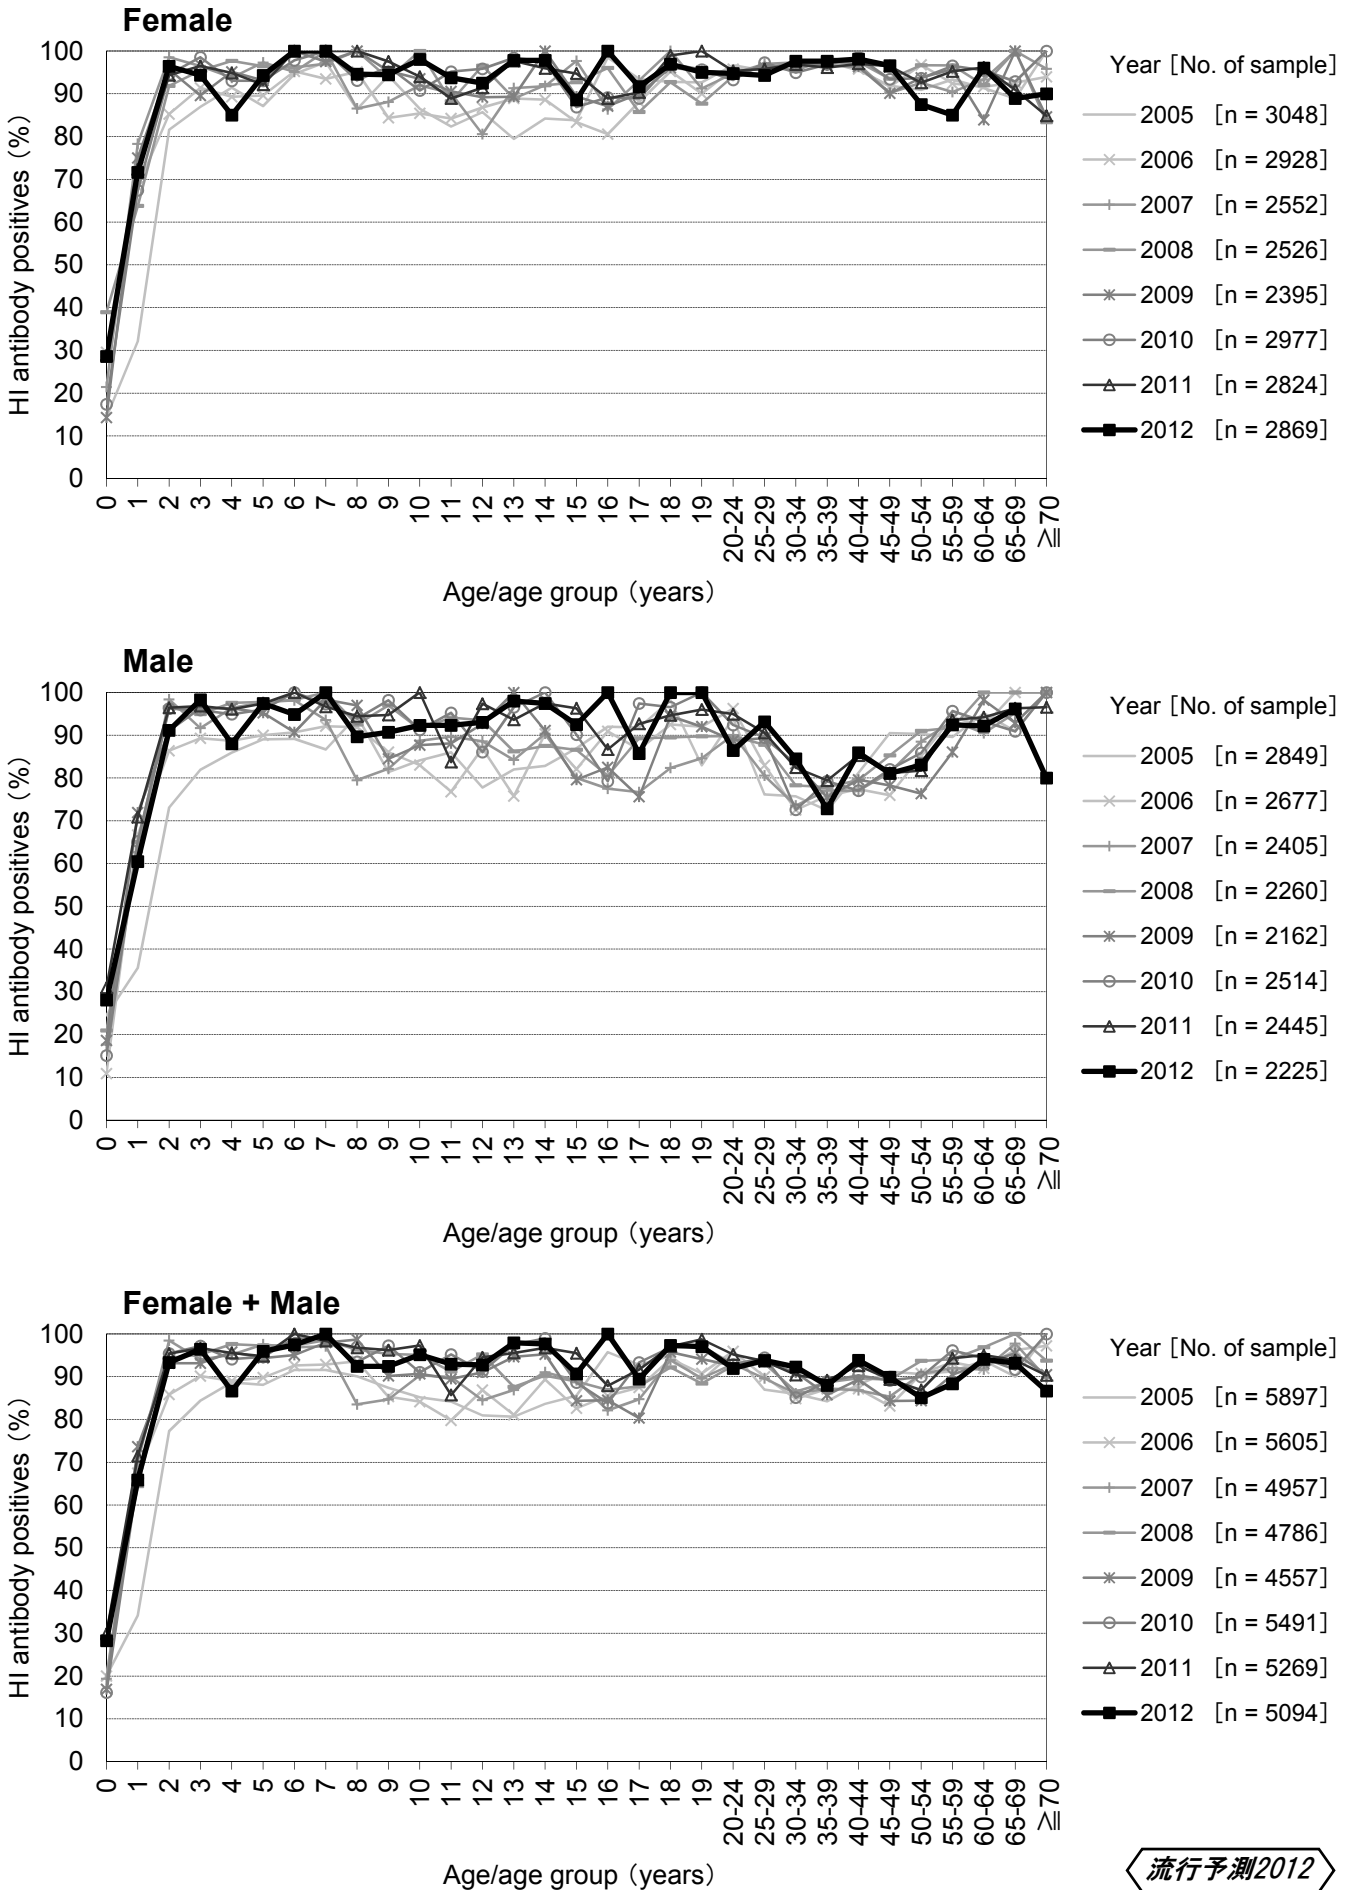 Female
HI antibody positives (%)
100
90
80
70
60
50
40
30
20
10
0
0 1 2 3 4 5 6 7 8 9 10 11 12 13 14 15 16 17 18 19 20-24 25-29 30-34 35-39 40-44 45-49 50-54 55-59 60-64 65-69 ≧70
Age/age group (years)
Year [No. of sample]
2005 [n = 3048]
2006 [n = 2928]
2007 [n = 2552]
2008 [n = 2526]
2009 [n = 2395]
2010 [n = 2977]
2011 [n = 2824]
2012 [n = 2869]
Male
HI antibody positives (%)
100
90
80
70
60
50
40
30
20
10
0
0 1 2 3 4 5 6 7 8 9 10 11 12 13 14 15 16 17 18 19 20-24 25-29 30-34 35-39 40-44 45-49 50-54 55-59 60-64 65-69 ≧70
Age/age group (years)
Year [No. of sample]
2005 [n = 2849]
2006 [n = 2677]
2007 [n = 2405]
2008 [n = 2260]
2009 [n = 2162]
2010 [n = 2514]
2011 [n = 2445]
2012 [n = 2225]
Female + Male
HI antibody positives (%)
100
90
80
70
60
50
40
30
20
10
0
0 1 2 3 4 5 6 7 8 9 10 11 12 13 14 15 16 17 18 19 20-24 25-29 30-34 35-39 40-44 45-49 50-54 55-59 60-64 65-69 ≧70
Age/age group (years)
Year [No. of sample]
2005 [n = 5897]
2006 [n = 5605]
2007 [n = 4957]
2008 [n = 4786]
2009 [n = 4557]
2010 [n = 5491]
2011 [n = 5269]
2012 [n = 5094]
流行予測2012